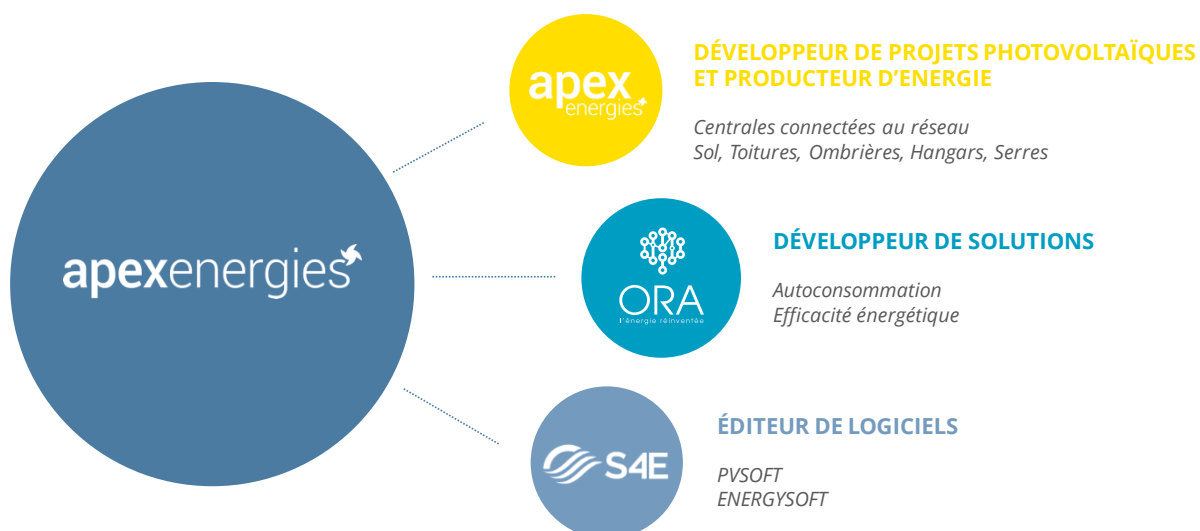 apexenergies
apex
energies
DÉVELOPPEUR DE PROJETS PHOTOVOLTAÏQUES
ET PRODUCTEUR D'ENERGIE
Centrales connectées au réseau
Sol, Toitures, Ombrières, Hangars, Serres
ORA
l'énergie réinventée
DÉVELOPPEUR DE SOLUTIONS
Autoconsommation
Efficacité énergétique
S4E
ÉDITEUR DE LOGICIELS
PVSOFT
ENERGYSOFT